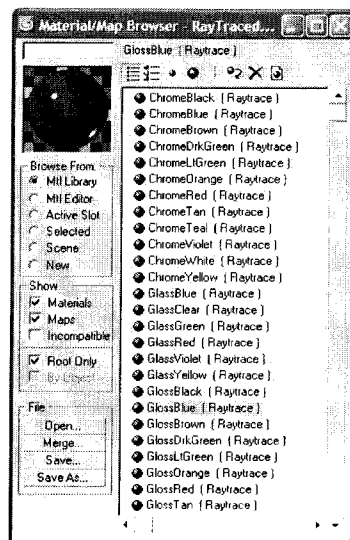 Material/Map Browser - RayTraced....
GlossBlue ( Raytrace )
Browse From:
Mtl Library
Mtl Editor
Active Slot
Selected
Scene
New
Show
Materials
Maps
Incompatible
Root Only
By Object
File
Open...
Merge...
Save...
Save As...
ChromeBlack ( Raytrace )
ChromeBlue ( Raytrace )
ChromeBrown ( Raytrace )
ChromeDrkGreen ( Raytrace )
ChromeLtGreen ( Raytrace )
ChromeOrange ( Raytrace )
ChromeRed ( Raytrace )
ChromeTan ( Raytrace )
ChromeTeal ( Raytrace )
ChromeViolet ( Raytrace )
ChromeWhite ( Raytrace )
ChromeYellow ( Raytrace )
GlassBlue ( Raytrace )
GlassClear ( Raytrace )
GlassGreen ( Raytrace )
GlassRed ( Raytrace )
GlassViolet ( Raytrace )
GlassYellow ( Raytrace )
GlossBlack ( Raytrace )
GlossBlue ( Raytrace )
GlossBrown ( Raytrace )
GlossDrkGreen ( Raytrace )
GlossLtGreen ( Raytrace )
GlossOrange ( Raytrace )
GlossRed ( Raytrace )
GlossTan ( Raytrace )